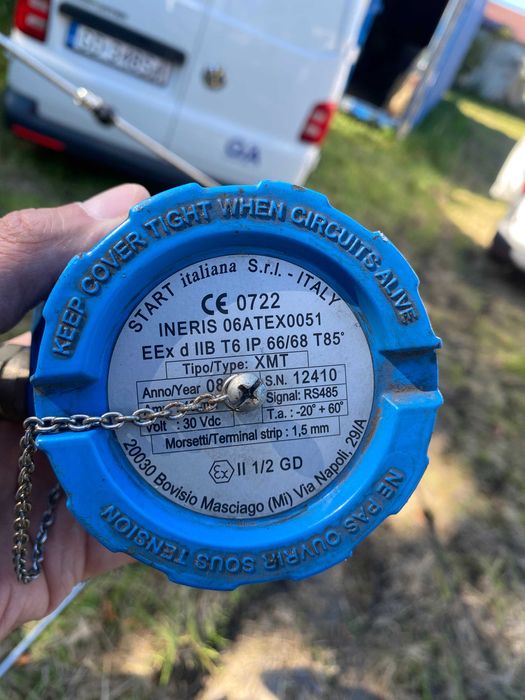 KEEP COVER TIGHT WHEN CIRCUITS ALIVE
START italiana S.r.l. - ITALY
CE 0722
INERIS 06ATEX0051
EEx d IIB T6 IP 66/68 T85°
Tipo/Type: XMT
Anno/Year 08 S.N. 12410
Signal: RS485
Volt : 30 Vdc T.a.: -20° + 60°
Morsetti/Terminal strip : 1,5 mm
Ex II 1/2 GD
20030 Bovisio Masciago (Mi) Via Napoli, 29/A
NE PAS OUVRIR SOUS TENSION
GA